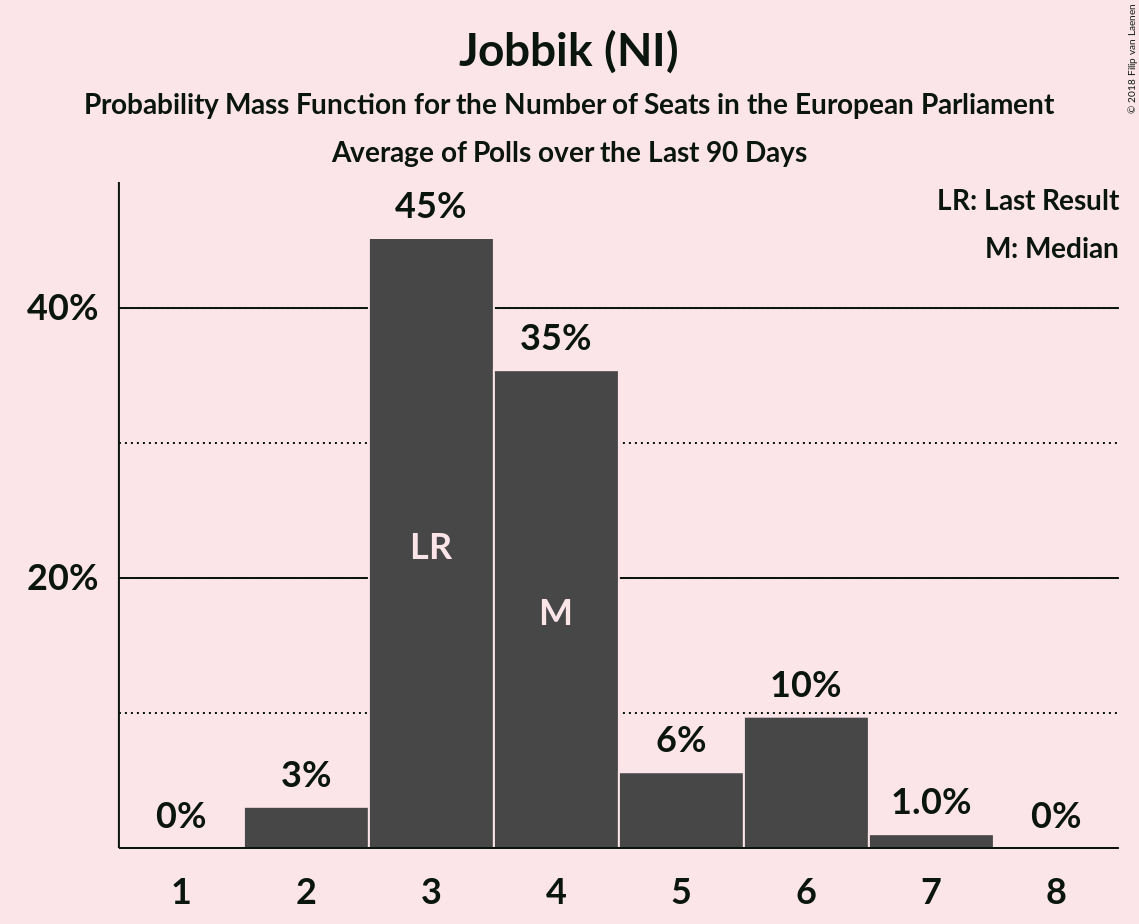 Jobbik (NI)
Probability Mass Function for the Number of Seats in the European Parliament
Average of Polls over the Last 90 Days
© 2018 Filip van Laenen
LR: Last Result
M: Median
45%
40%
35%
LR
20%
M
10%
6%
3%
1.0%
0%
0%
1 2 3 4 5 6 7 8